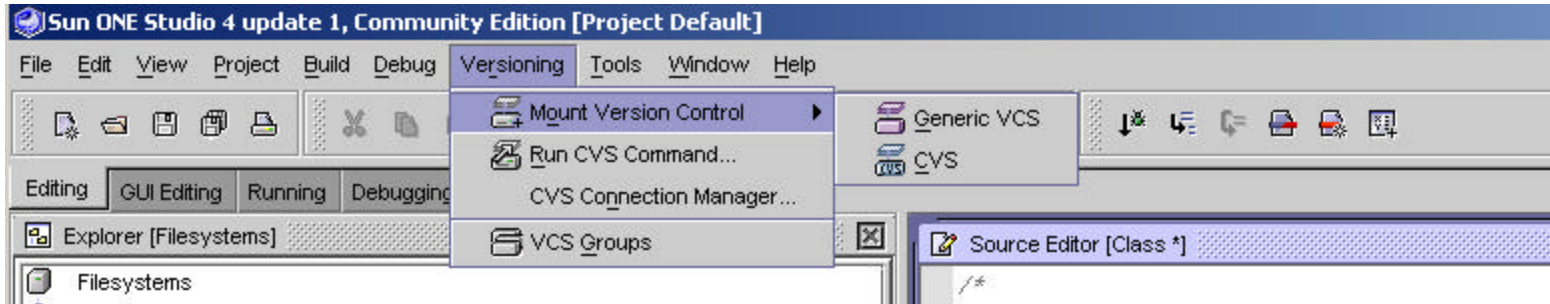 Sun ONE Studio 4 update 1, Community Edition [Project Default]
File Edit View Project Build Debug Versioning Tools Window Help
Mount Version Control
Generic VCS
Run CVS Command...
CVS
CVS
Editing GUI Editing Running Debugging
CVS Connection Manager...
Explorer [Filesystems]
VCS Groups
Source Editor [Class *]
Filesystems
/*